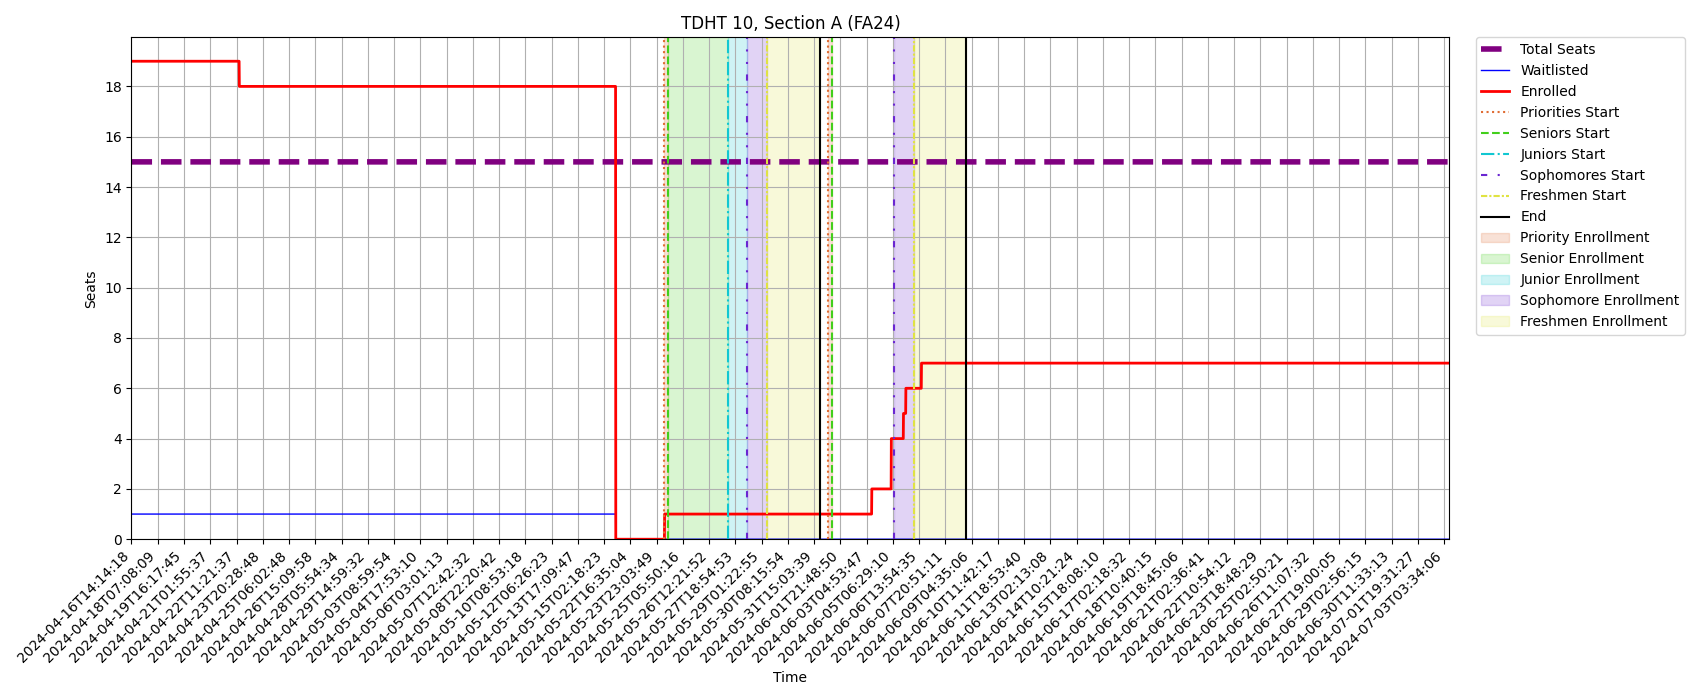 TDHT 10, Section A (FA24)
Seats
18
16
14
12
10
8
6
4
2
0
2024-04-16T14:14:18
2024-04-18T07:08:09
2024-04-19T16:17:45
2024-04-21T01:55:37
2024-04-22T11:21:37
2024-04-23T20:28:48
2024-04-25T06:02:48
2024-04-26T15:09:58
2024-04-28T05:54:34
2024-04-29T14:59:32
2024-05-03T08:59:54
2024-05-04T17:53:10
2024-05-06T03:01:13
2024-05-07T12:42:32
2024-05-08T22:20:42
2024-05-10T08:53:18
2024-05-12T06:26:23
2024-05-13T17:09:47
2024-05-15T02:18:23
2024-05-22T16:35:04
2024-05-23T23:03:49
2024-05-25T05:50:16
2024-05-26T12:21:52
2024-05-27T18:54:53
2024-05-29T01:22:55
2024-05-30T08:15:54
2024-05-31T15:03:39
2024-06-01T21:48:50
2024-06-03T04:53:47
2024-06-05T06:29:10
2024-06-06T13:54:35
2024-06-07T20:51:11
2024-06-09T04:35:06
2024-06-10T11:42:17
2024-06-11T18:53:40
2024-06-13T02:13:08
2024-06-14T10:21:24
2024-06-15T18:08:10
2024-06-17T02:18:32
2024-06-18T10:40:15
2024-06-19T18:45:06
2024-06-21T02:36:41
2024-06-22T10:54:12
2024-06-23T18:48:29
2024-06-25T02:50:21
2024-06-26T11:07:32
2024-06-27T19:00:05
2024-06-29T02:56:15
2024-06-30T11:33:13
2024-07-01T19:31:27
2024-07-03T03:34:06
Time
Total Seats
Waitlisted
Enrolled
Priorities Start
Seniors Start
Juniors Start
Sophomores Start
Freshmen Start
End
Priority Enrollment
Senior Enrollment
Junior Enrollment
Sophomore Enrollment
Freshmen Enrollment